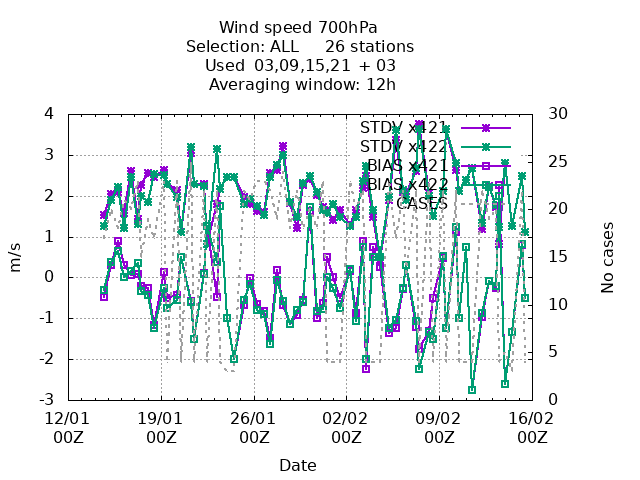 Wind speed 700hPa
Selection: ALL 26 stations
Used 03,09,15,21 + 03
Averaging window: 12h
4
3
2
1
0
-1
-2
-3
m/s
30
25
20
15
10
5
0
No cases
STDV x421
STDV x422
BIAS x421
BIAS x422
CASES
12/01 19/01 26/01 02/02 09/02 16/02
00Z 00Z 00Z 00Z 00Z 00Z
Date